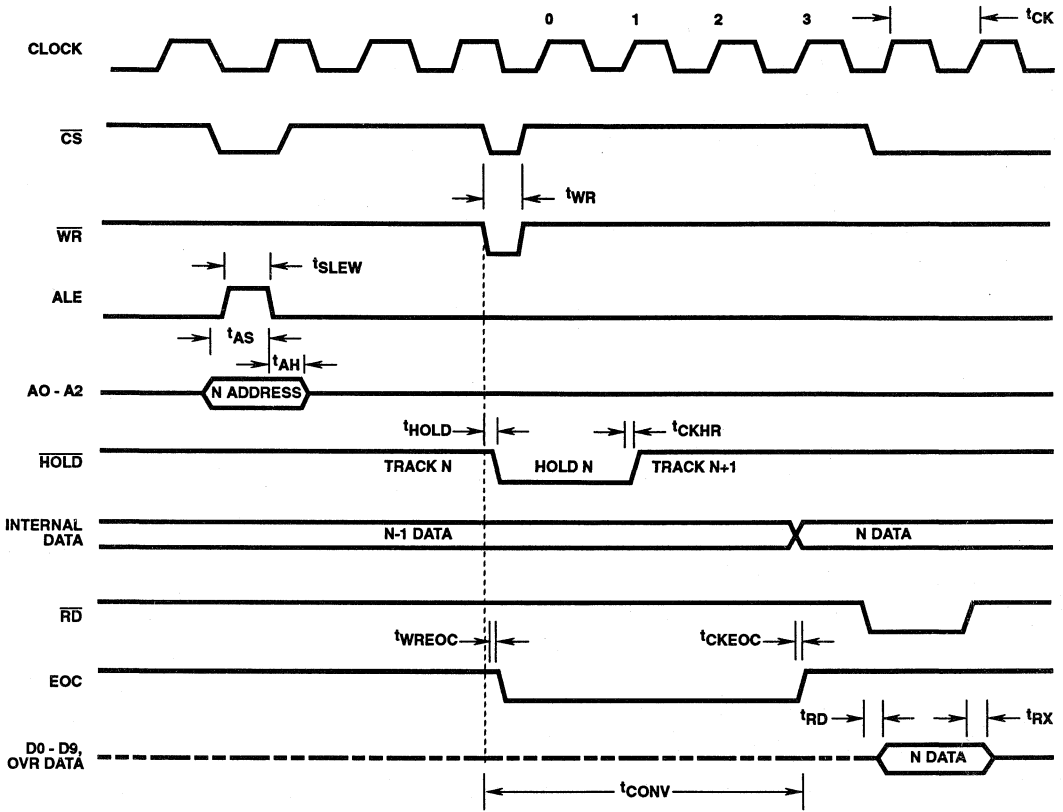 0 1 2 3 tCK
CLOCK
CS
tWR
WR
tSLEW
ALE
tAS
tAH
AO - A2
N ADDRESS
tHOLD tCKHR
HOLD
TRACK N HOLD N TRACK N+1
INTERNAL
DATA
N-1 DATA N DATA
RD
tWREOC tCKEOC
EOC
tRD tRX
D0 - D9,
OVR DATA
N DATA
tCONV